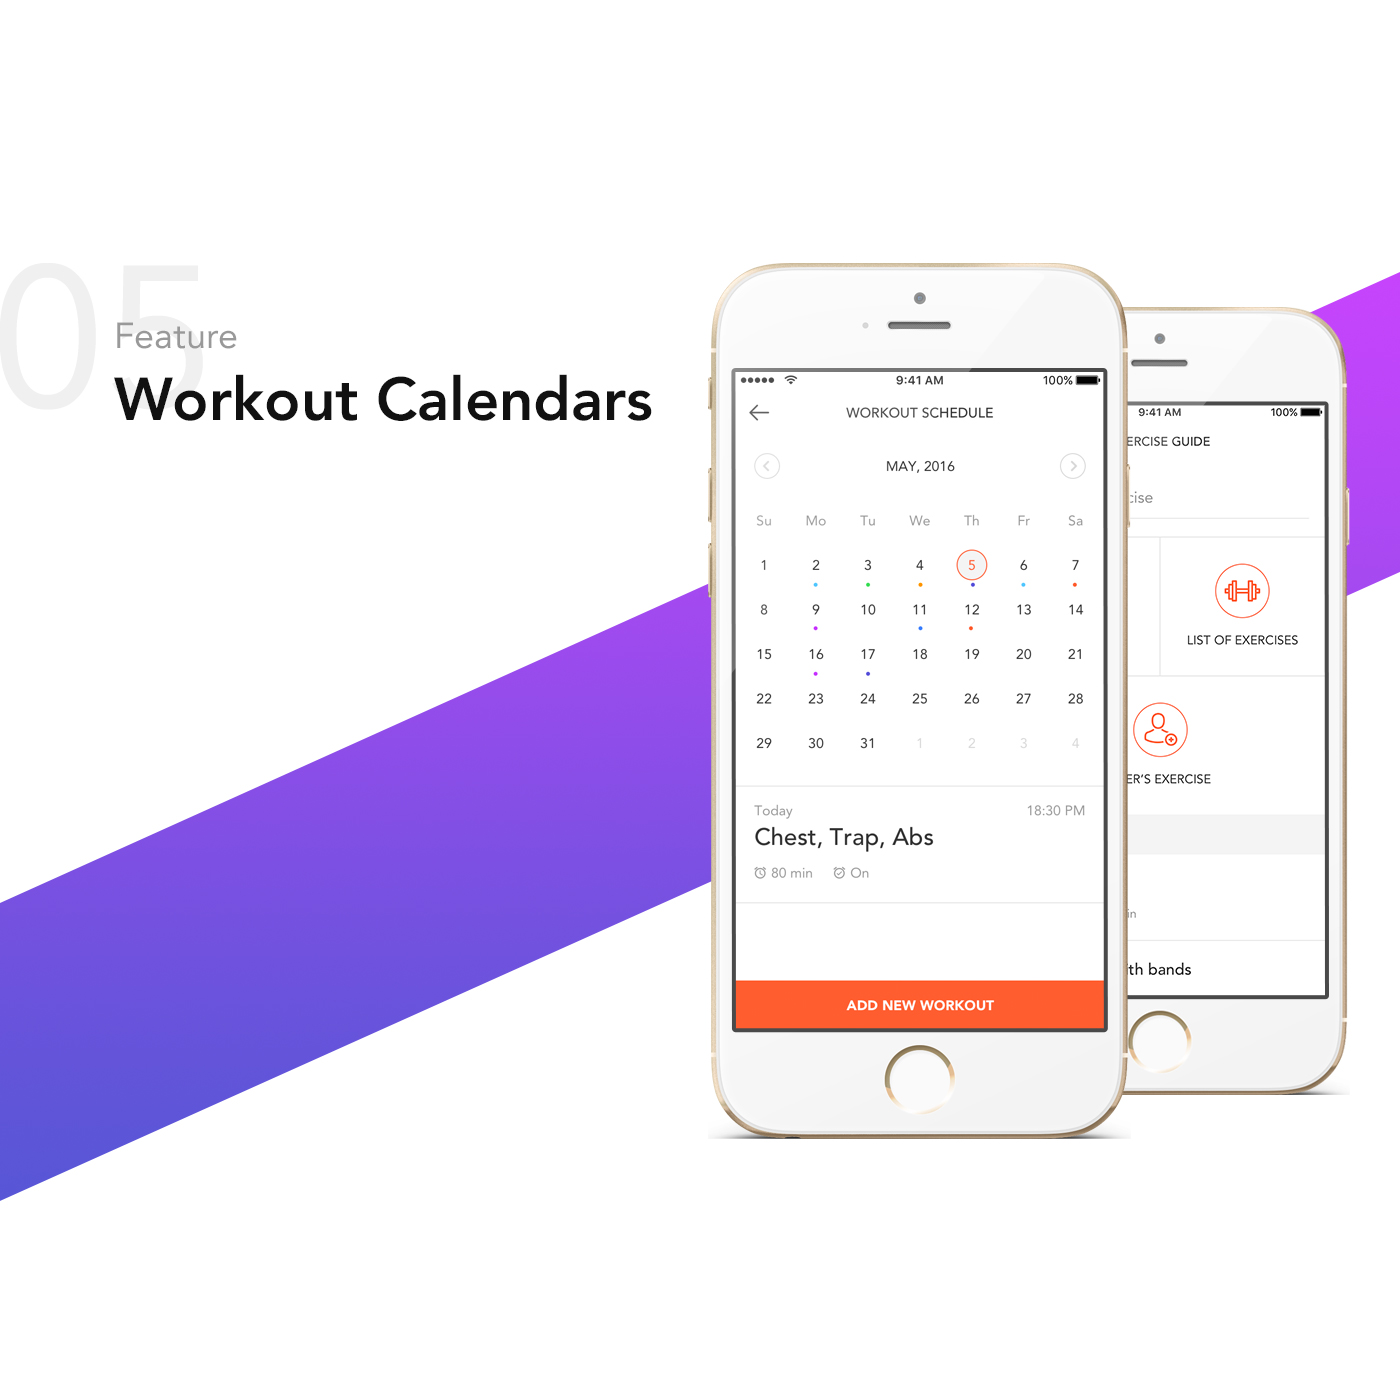 05
Feature
Workout Calendars
9:41 AM
100%
WORKOUT SCHEDULE
MAY, 2016
Su Mo Tu We Th Fr Sa
1 2 3 4 5 6 7
8 9 10 11 12 13 14
15 16 17 18 19 20 21
22 23 24 25 26 27 28
29 30 31 1 2 3 4
Today 18:30 PM
Chest, Trap, Abs
80 min On
ADD NEW WORKOUT
9:41 AM 100%
ERCISE GUIDE
cise
LIST OF EXERCISES
ER'S EXERCISE
in
th bands